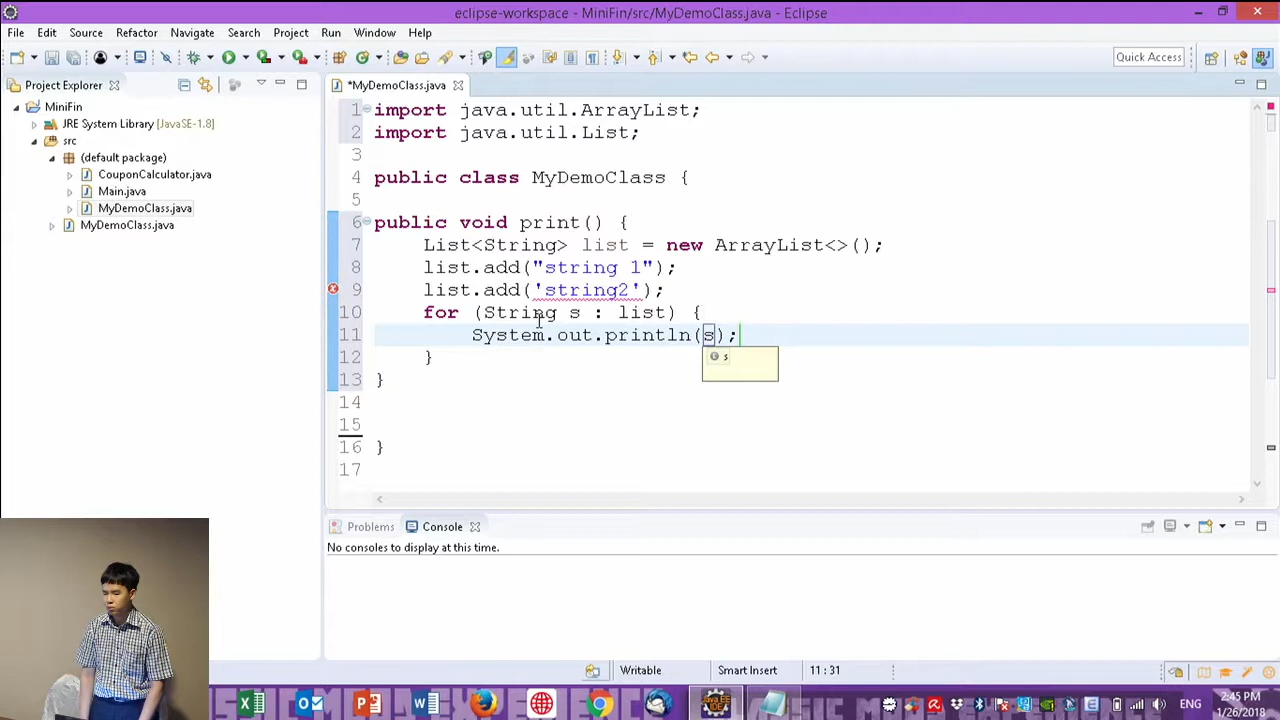 eclipse-workspace - MiniFin/src/MyDemoClass.java - Eclipse
File Edit Source Refactor Navigate Search Project Run Window Help
Quick Access
Project Explorer
*MyDemoClass.java
MiniFin
JRE System Library [JavaSE-1.8]
src
(default package)
CouponCalculator.java
Main.java
MyDemoClass.java
MyDemoClass.java
1 import java.util.ArrayList;
2 import java.util.List;
3
4 public class MyDemoClass {
5
6 public void print() {
7 List<String> list = new ArrayList<>();
8 list.add("string 1");
9 list.add('string2');
10 for (String s : list) {
11 System.out.println(s);
s
12 }
13 }
14
15
16 }
17
Problems Console
No consoles to display at this time.
Writable Smart Insert 11 : 31
ENG
2:45 PM
1/26/2018